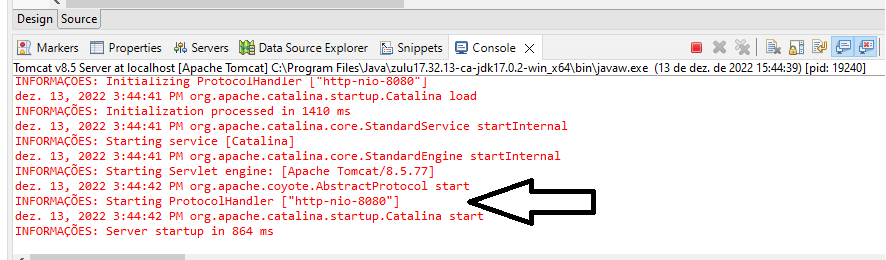 Design Source
Markers Properties Servers Data Source Explorer Snippets Console
Tomcat v8.5 Server at localhost [Apache Tomcat] C:\Program Files\Java\zulu17.32.13-ca-jdk17.0.2-win_x64\bin\javaw.exe (13 de dez. de 2022 15:44:39) [pid: 19240]
INFORMAÇÕES: Initializing ProtocolHandler ["http-nio-8080"]
dez. 13, 2022 3:44:41 PM org.apache.catalina.startup.Catalina load
INFORMAÇÕES: Initialization processed in 1410 ms
dez. 13, 2022 3:44:41 PM org.apache.catalina.core.StandardService startInternal
INFORMAÇÕES: Starting service [Catalina]
dez. 13, 2022 3:44:41 PM org.apache.catalina.core.StandardEngine startInternal
INFORMAÇÕES: Starting Servlet engine: [Apache Tomcat/8.5.77]
dez. 13, 2022 3:44:42 PM org.apache.coyote.AbstractProtocol start
INFORMAÇÕES: Starting ProtocolHandler ["http-nio-8080"]
dez. 13, 2022 3:44:42 PM org.apache.catalina.startup.Catalina start
INFORMAÇÕES: Server startup in 864 ms